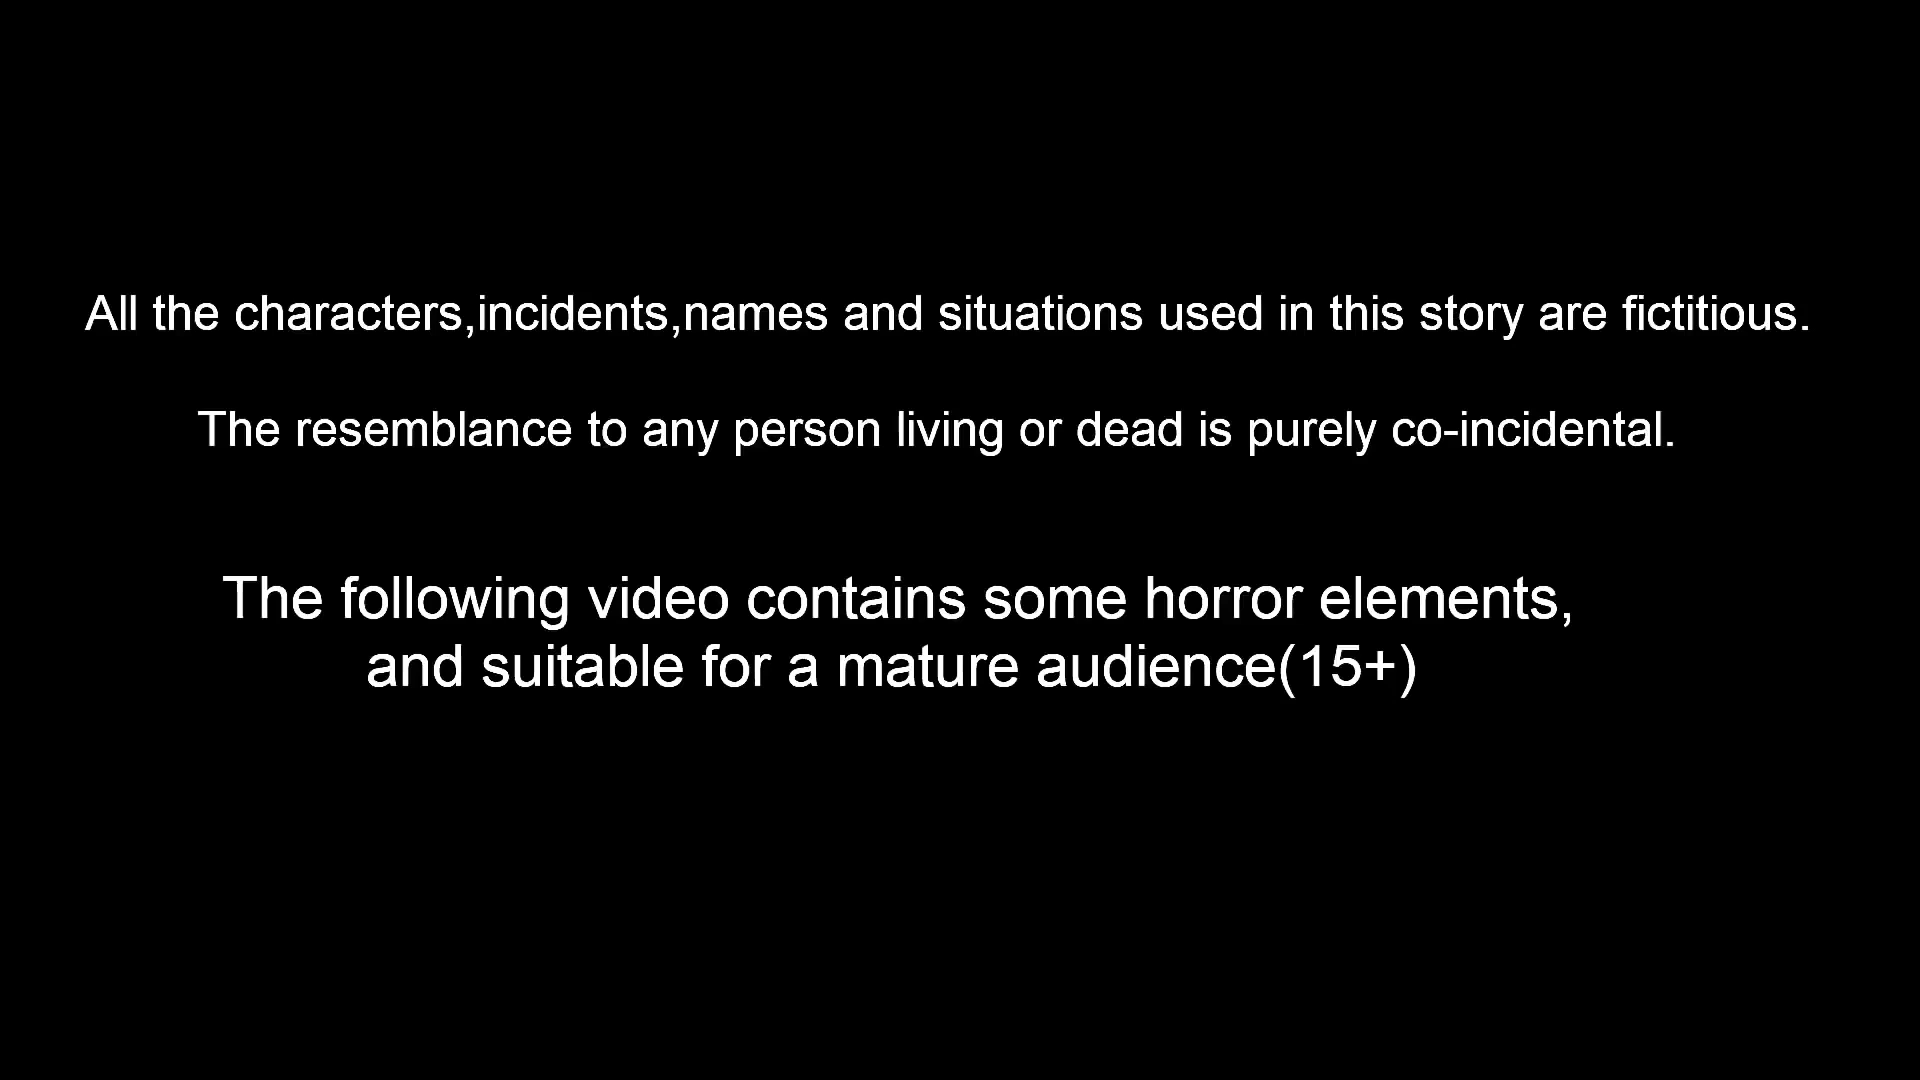 All the characters,incidents,names and situations used in this story are fictitious.
The resemblance to any person living or dead is purely co-incidental.
The following video contains some horror elements,
and suitable for a mature audience(15+)